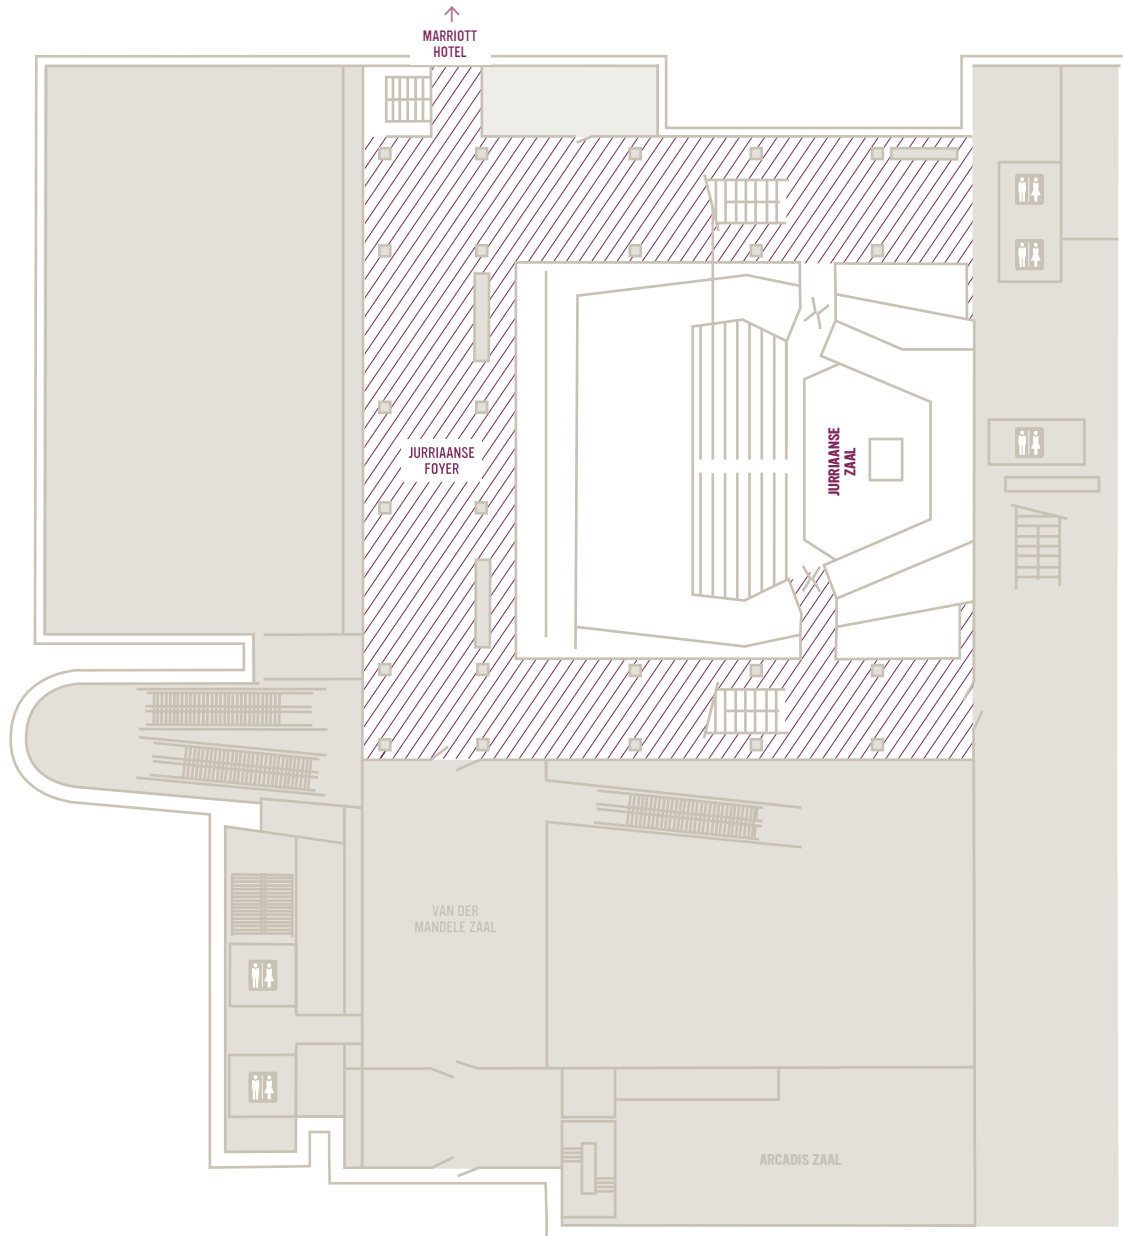 MARRIOTT
HOTEL
JURRIAANSE
FOYER
JURRIAANSE
ZAAL
VAN DER
MANDELE ZAAL
ARCADIS ZAAL